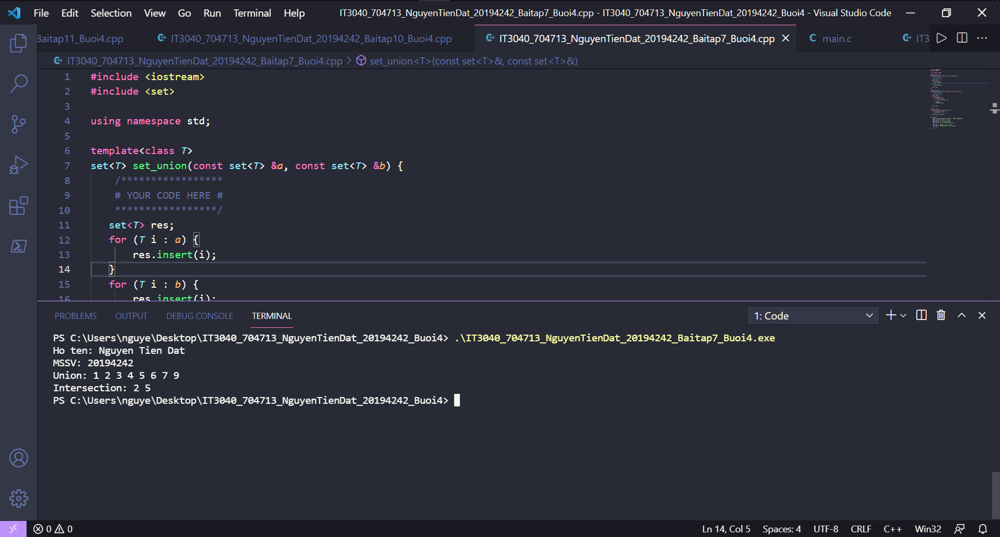 File Edit Selection View Go Run Terminal Help IT3040_704713_NguyenTienDat_20194242_Baitap7_Buoi4.cpp - IT3040_704713_NguyenTienDat_20194242_Buoi4 - Visual Studio Code
Baitap11_Buoi4.cpp IT3040_704713_NguyenTienDat_20194242_Baitap10_Buoi4.cpp IT3040_704713_NguyenTienDat_20194242_Baitap7_Buoi4.cpp C main.c IT3
IT3040_704713_NguyenTienDat_20194242_Baitap7_Buoi4.cpp > set_union<T>(const set<T>&, const set<T>&)
1 #include <iostream>
2 #include <set>
3
4 using namespace std;
5
6 template<class T>
7 set<T> set_union(const set<T> &a, const set<T> &b) {
8 /*****************
9 # YOUR CODE HERE #
10 *****************/
11 set<T> res;
12 for (T i : a) {
13 res.insert(i);
14 }
15 for (T i : b) {
16 res.insert(i);
PROBLEMS OUTPUT DEBUG CONSOLE TERMINAL 1: Code
PS C:\Users\nguye\Desktop\IT3040_704713_NguyenTienDat_20194242_Buoi4> .\IT3040_704713_NguyenTienDat_20194242_Baitap7_Buoi4.exe
Ho ten: Nguyen Tien Dat
MSSV: 20194242
Union: 1 2 3 4 5 6 7 9
Intersection: 2 5
PS C:\Users\nguye\Desktop\IT3040_704713_NguyenTienDat_20194242_Buoi4>
0 0 Ln 14, Col 5 Spaces: 4 UTF-8 CRLF C++ Win32